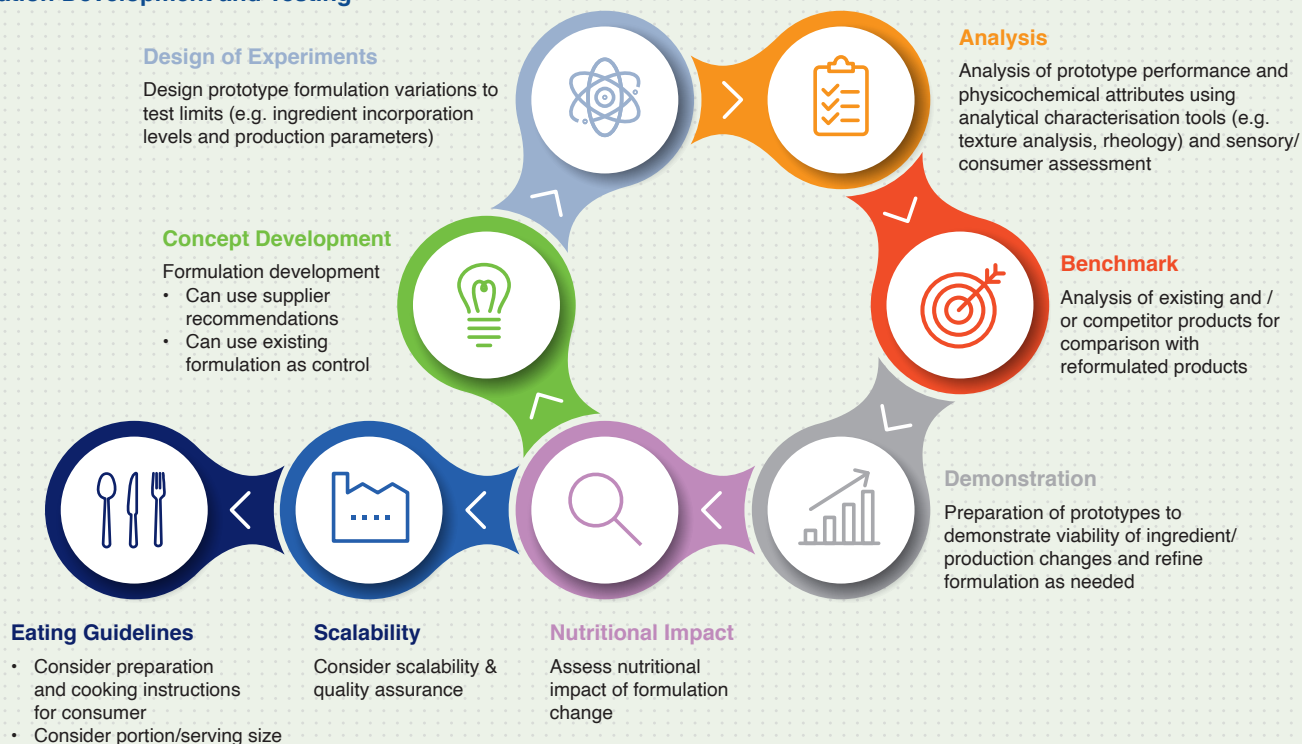 Development and Testing
Design of Experiments
Design prototype formulation variations to
test limits (e.g. ingredient incorporation
levels and production parameters)
Analysis
Analysis of prototype performance and
physicochemical attributes using
analytical characterisation tools (e.g.
texture analysis, rheology) and sensory/
consumer assessment
Concept Development
Formulation development
• Can use supplier
recommendations
• Can use existing
formulation as control
Benchmark
Analysis of existing and /
or competitor products for
comparison with
reformulated products
Demonstration
Preparation of prototypes to
demonstrate viability of ingredient/
production changes and refine
formulation as needed
Eating Guidelines
• Consider preparation
and cooking instructions
for consumer
• Consider portion/serving size
Scalability
Consider scalability &
quality assurance
Nutritional Impact
Assess nutritional
impact of formulation
change